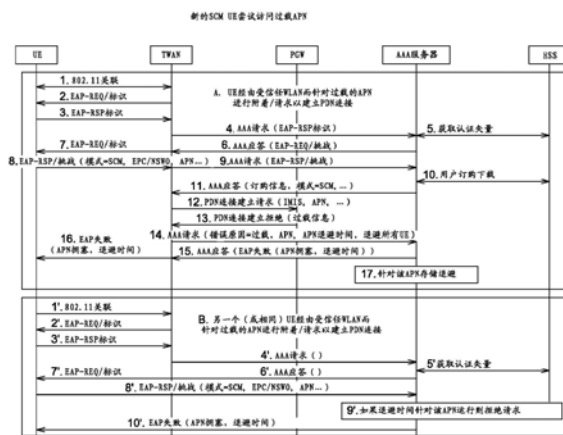 新的SCM UE尝试访问过载APN
UE
TWAN
PGW
AAA服务器
HSS
1. 802.11关联
2. EAP-REQ/标识
3. EAP-RSP标识
A. UE经由受信任WLAN而针对过载的APN
进行附着/请求以建立PDN连接
4. AAA请求(EAP-RSP标识)
5. 获取认证矢量
6. AAA应答(EAP-REQ/挑战)
7. EAP-REQ/标识
8. EAP-RSP/挑战(模式=SCM, EPC/NSWO, APN...)
9. AAA请求(EAP-RSP/挑战)
10. 用户订购下载
11. AAA应答(订购信息, 模式=SCM,...)
12. PDN连接建立请求(IMIS, APN, ...)
13. PDN连接建立拒绝(过载信息)
14. AAA请求(错误原因=过载, APN, APN退避时间, 退避所有UE)
15. AAA应答(EAP失败(APN拥塞, 退避时间))
16. EAP失败
(APN拥塞, 退避时间)
17. 针对该APN存储退避
1'. 802.11关联
2'. EAP-REQ/标识
3'. EAP-RSP标识
B. 另一个(或相同)UE经由受信任WLAN而
针对过载的APN进行附着/请求以建立PDN连接
4'. AAA请求()
5'. 获取认证矢量
6'. AAA应答()
7'. EAP-REQ/标识
8'. EAP-RSP/挑战(模式=SCM, EPC/NSWO, APN...)
9'. 如果退避时间针对该APN运行则拒绝请求
10'. EAP失败(APN拥塞, 退避时间)